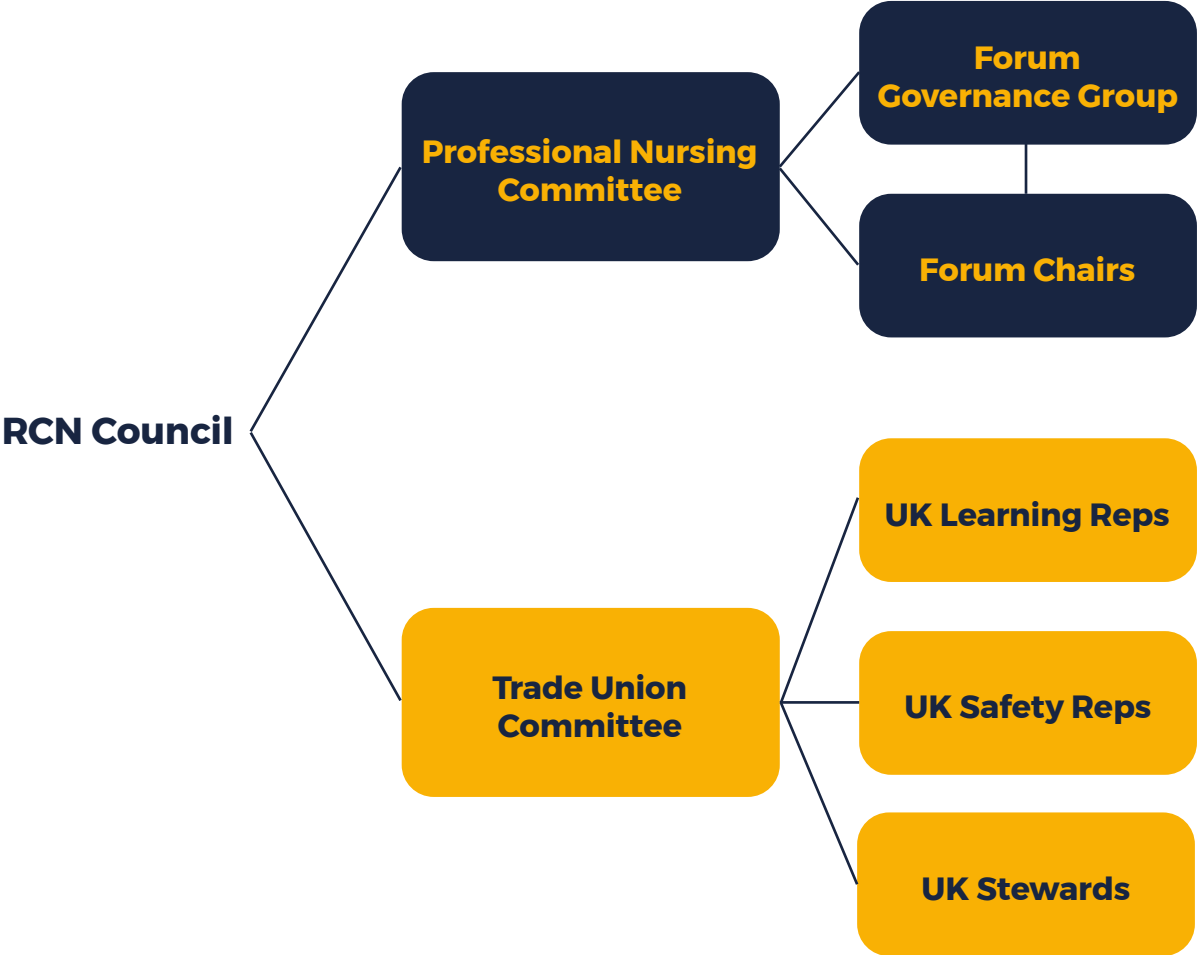 RCN Council
Professional Nursing
Committee
Forum
Governance Group
Forum Chairs
Trade Union
Committee
UK Learning Reps
UK Safety Reps
UK Stewards